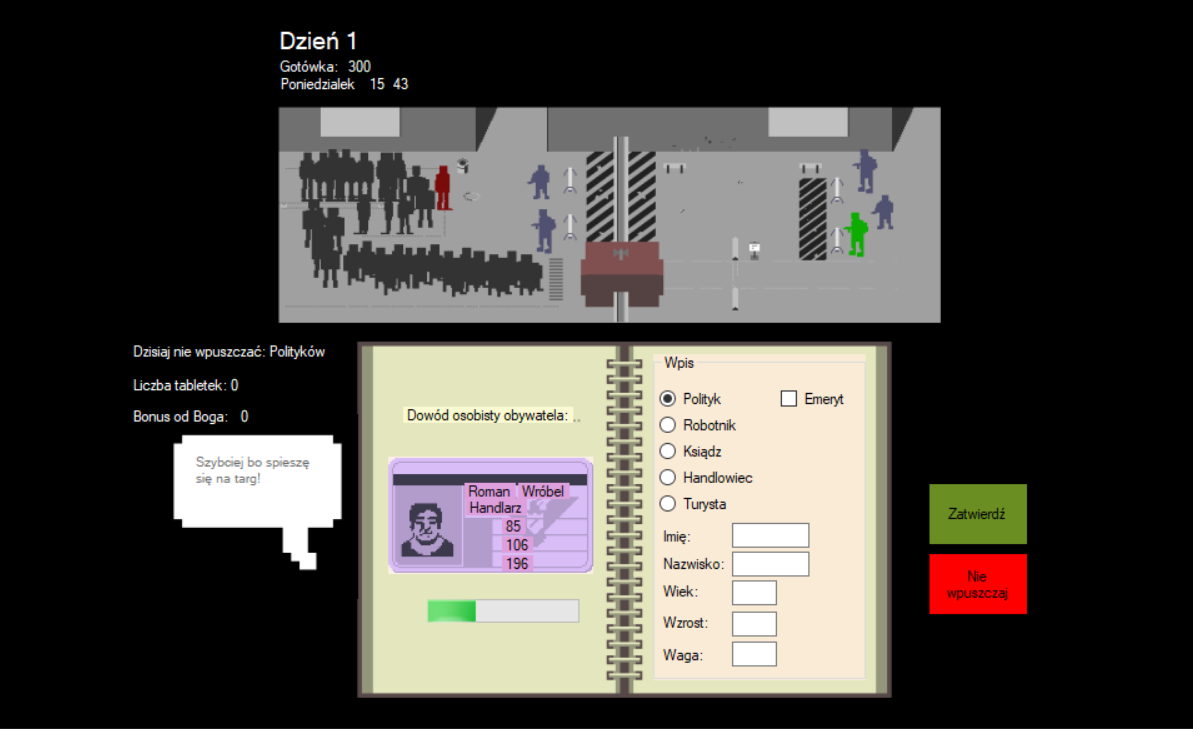 Dzień 1
Gotówka: 300
Poniedzialek 15 43
Dzisiaj nie wpuszczać: Polityków
Liczba tabletek: 0
Bonus od Boga: 0
Szybciej bo spieszę
się na targ!
Dowód osobisty obywatela: ..
Roman Wróbel
Handlarz
85
106
196
Wpis
Polityk
Emeryt
Robotnik
Ksiądz
Handlowiec
Turysta
Imię:
Nazwisko:
Wiek:
Wzrost:
Waga:
Zatwierdź
Nie
wpuszczaj